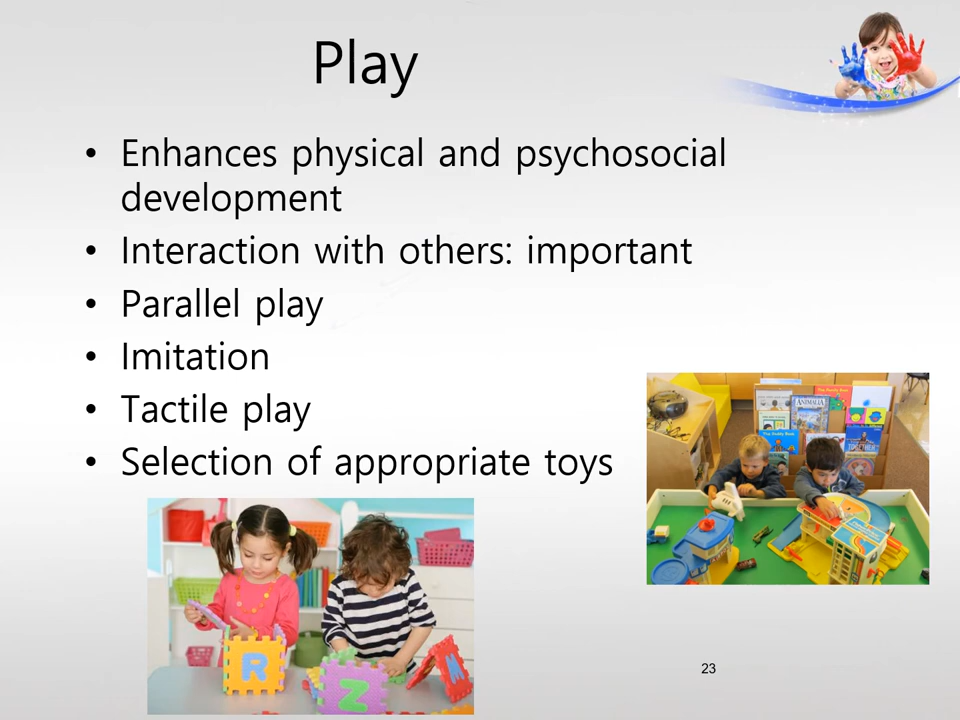 Play
• Enhances physical and psychosocial
development
• Interaction with others: important
• Parallel play
• Imitation
• Tactile play
• Selection of appropriate toys
ANIMALIA
R
Z
23